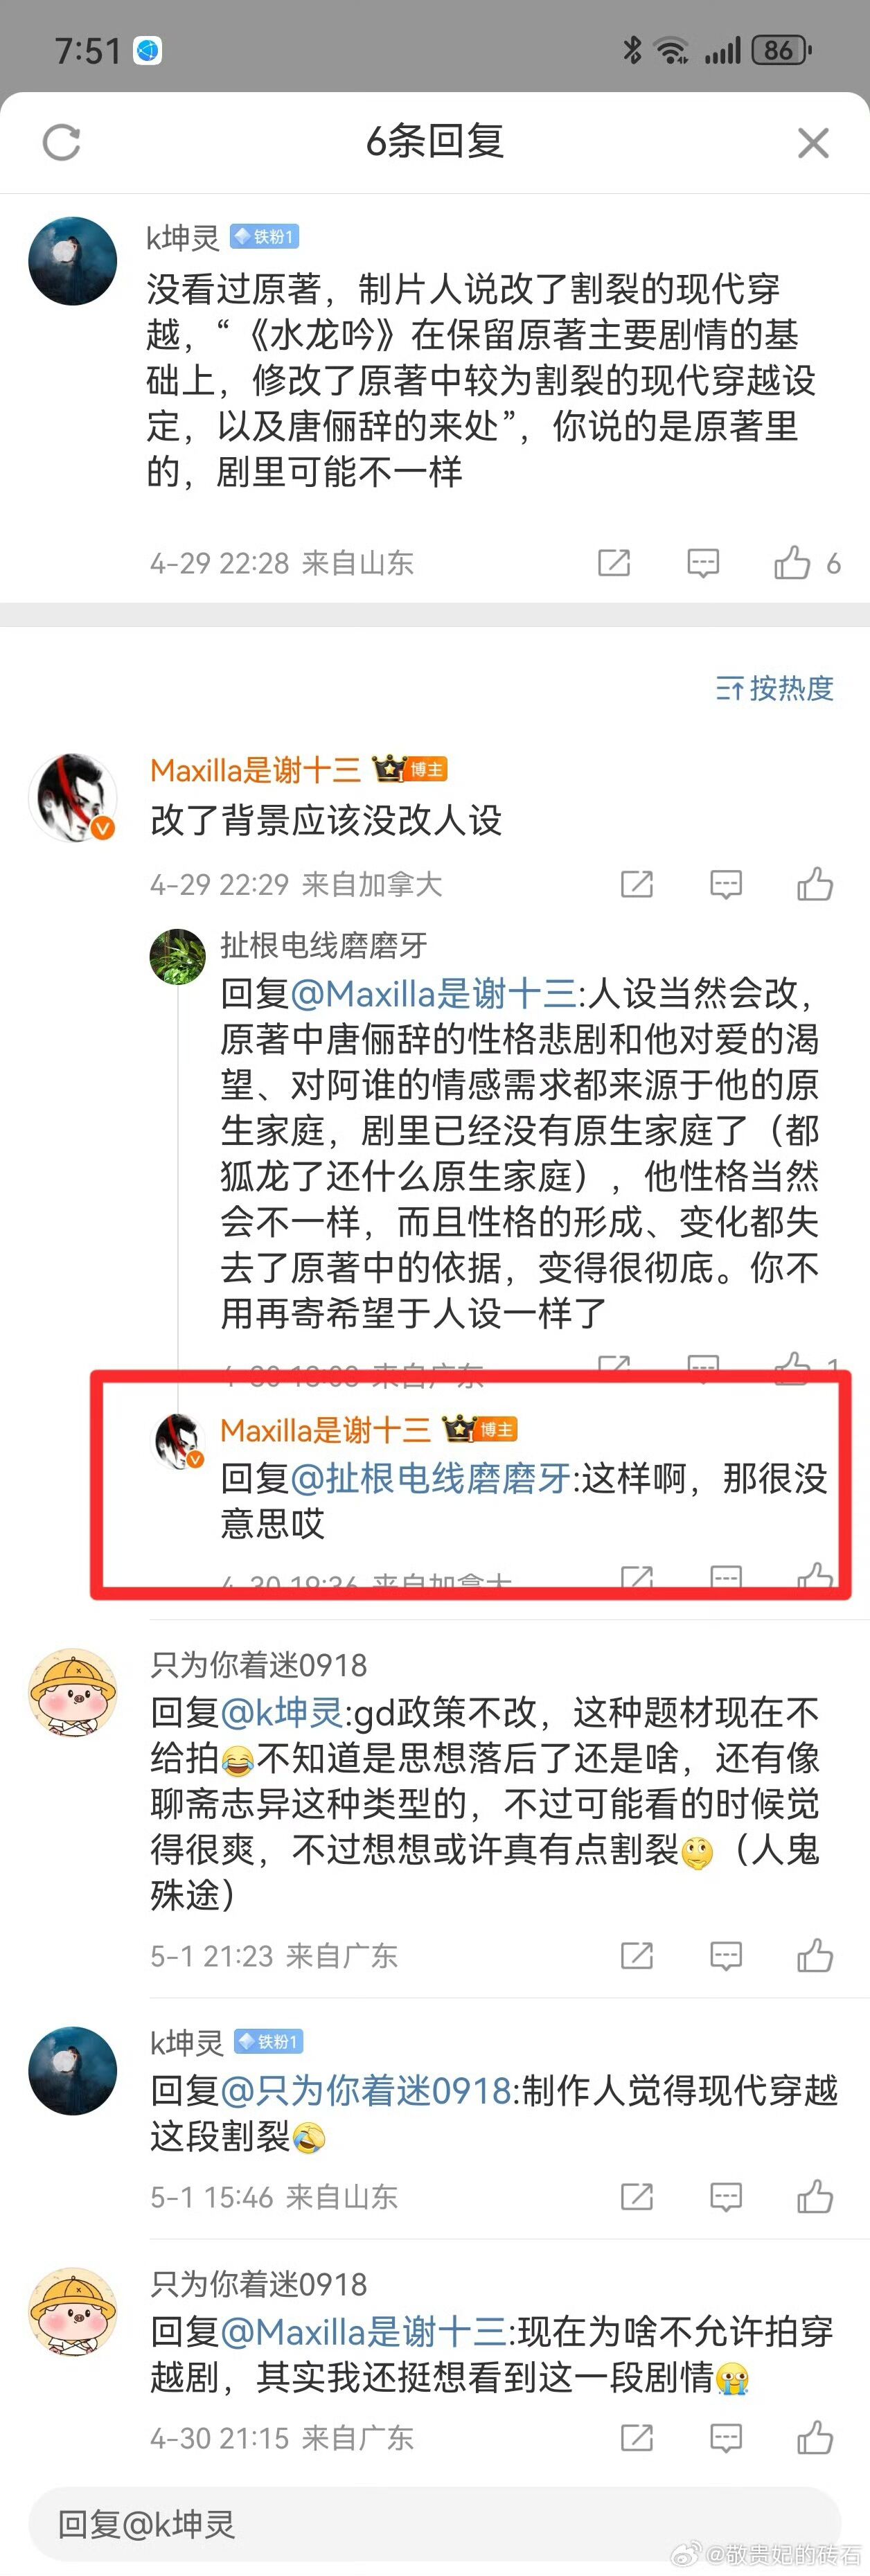 7:51
86
6条回复
k坤灵 铁粉1
没看过原著，制片人说改了割裂的现代穿
越，“《水龙吟》在保留原著主要剧情的基
础上，修改了原著中较为割裂的现代穿越设
定，以及唐俪辞的来处”，你说的是原著里
的，剧里可能不一样
4-29 22:28 来自山东
6
按热度
Maxilla是谢十三 博主
改了背景应该没改人设
4-29 22:29 来自加拿大
扯根电线磨磨牙
回复@Maxilla是谢十三:人设当然会改，
原著中唐俪辞的性格悲剧和他对爱的渴
望、对阿谁的情感需求都来源于他的原
生家庭，剧里已经没有原生家庭了（都
狐龙了还什么原生家庭），他性格当然
会不一样，而且性格的形成、变化都失
去了原著中的依据，变得很彻底。你不
用再寄希望于人设一样了
来自广东
1
Maxilla是谢十三 博主
回复@扯根电线磨磨牙:这样啊，那很没
意思哎
4-30 19:36 来自加拿大
只为你着迷0918
回复@k坤灵:gd政策不改，这种题材现在不
给拍😂不知道是思想落后了还是啥，还有像
聊斋志异这种类型的，不过可能看的时候觉
得很爽，不过想想或许真有点割裂🤔（人鬼
殊途）
5-1 21:23 来自广东
k坤灵 铁粉1
回复@只为你着迷0918:制作人觉得现代穿越
这段割裂🤣
5-1 15:46 来自山东
只为你着迷0918
回复@Maxilla是谢十三:现在为啥不允许拍穿
越剧，其实我还挺想看到这一段剧情😭
4-30 21:15 来自广东
回复@k坤灵
@敬贵妃的砖石